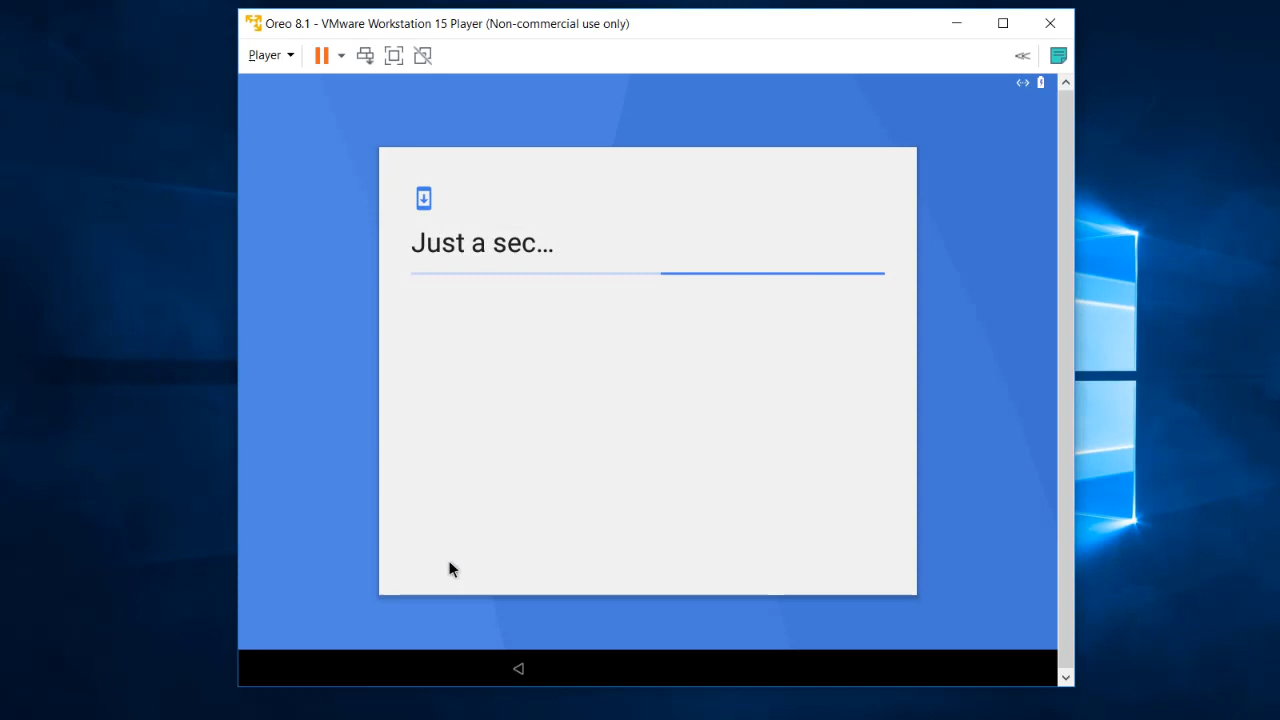 Oreo 8.1 - VMware Workstation 15 Player (Non-commercial use only)
Player
Just a sec...